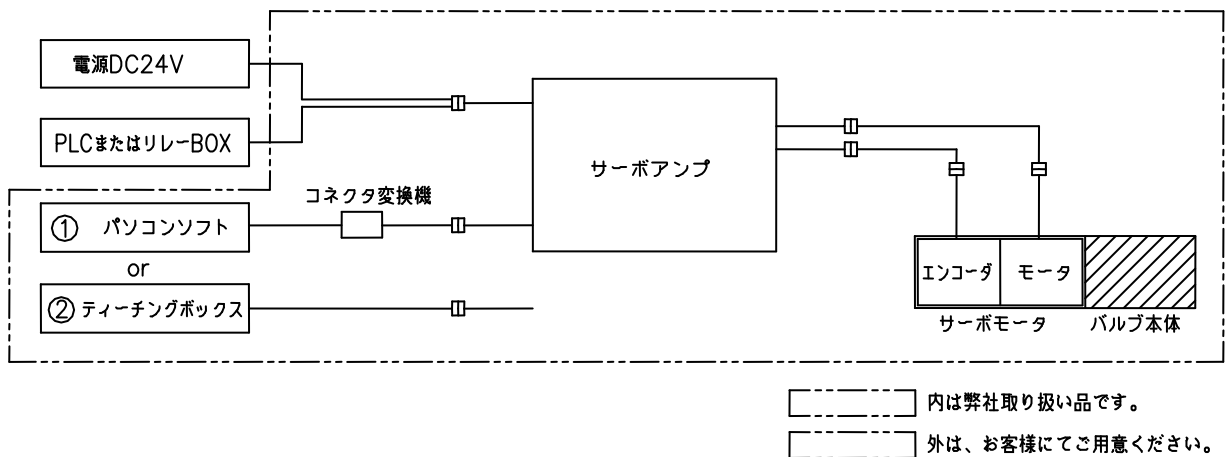 電源DC24V
PLCまたはリレーBOX
コネクタ変換機
① パソコンソフト
or
② ティーチングボックス
サーボアンプ
エンコーダ
モータ
サーボモータ
バルブ本体
内は弊社取り扱い品です。
外は、お客様にてご用意ください。